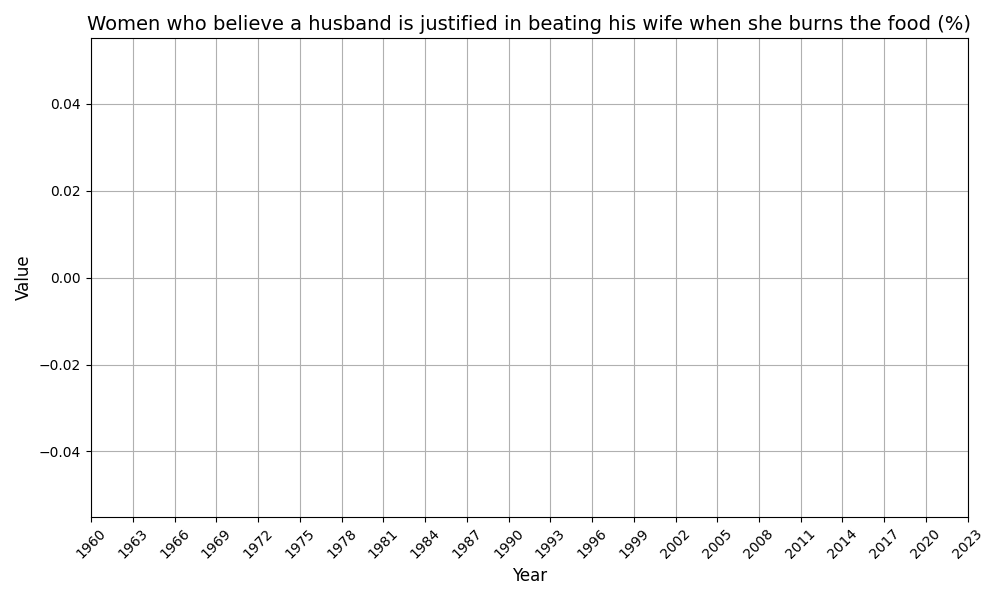 Women who believe a husband is justified in beating his wife when she burns the food (%)
0.04
0.02
0.00
−0.02
−0.04
Value
1960 1963 1966 1969 1972 1975 1978 1981 1984 1987 1990 1993 1996 1999 2002 2005 2008 2011 2014 2017 2020 2023
Year